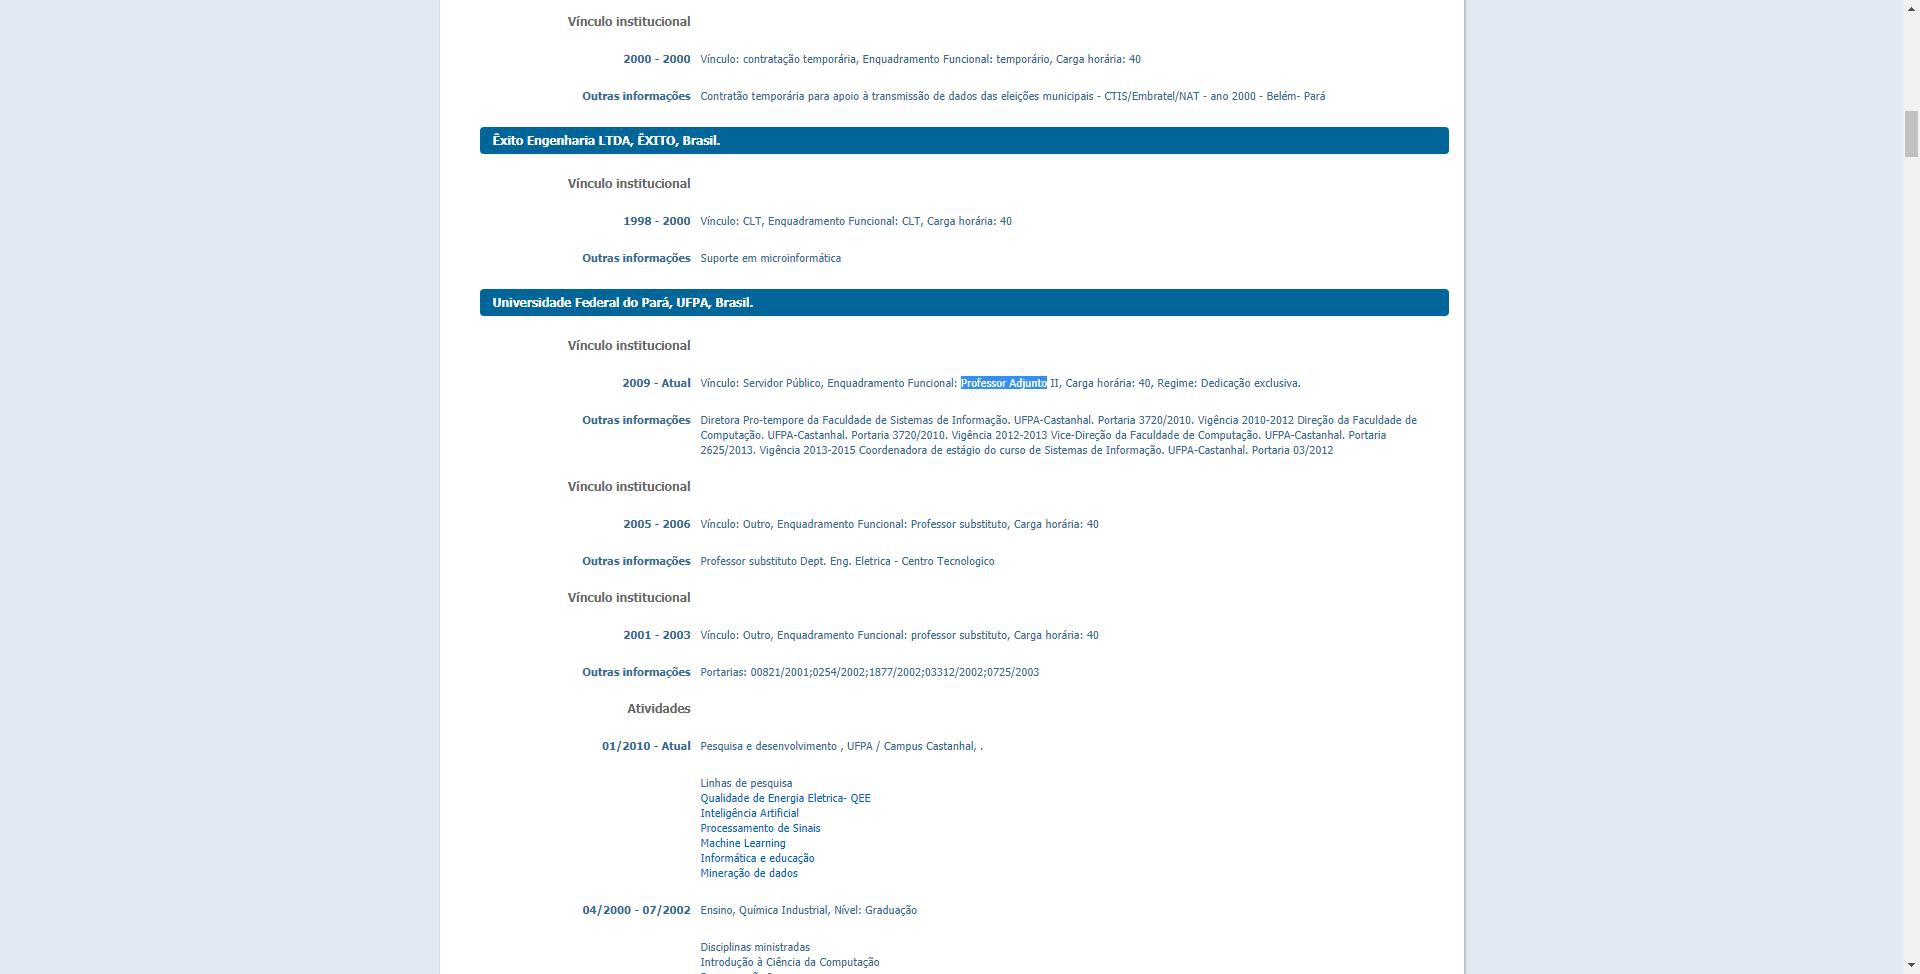 Vínculo institucional
2000 - 2000 Vínculo: contratação temporária, Enquadramento Funcional: temporário, Carga horária: 40
Outras informações Contratão temporária para apoio à transmissão de dados das eleições municipais - CTIS/Embratel/NAT - ano 2000 - Belém- Pará
Êxito Engenharia LTDA, ÊXITO, Brasil.
Vínculo institucional
1998 - 2000 Vínculo: CLT, Enquadramento Funcional: CLT, Carga horária: 40
Outras informações Suporte em microinformática
Universidade Federal do Pará, UFPA, Brasil.
Vínculo institucional
2009 - Atual Vínculo: Servidor Público, Enquadramento Funcional: Professor Adjunto II, Carga horária: 40, Regime: Dedicação exclusiva.
Outras informações Diretora Pro-tempore da Faculdade de Sistemas de Informação. UFPA-Castanhal. Portaria 3720/2010. Vigência 2010-2012 Direção da Faculdade de
Computação. UFPA-Castanhal. Portaria 3720/2010. Vigência 2012-2013 Vice-Direção da Faculdade de Computação. UFPA-Castanhal. Portaria
2625/2013. Vigência 2013-2015 Coordenadora de estágio do curso de Sistemas de Informação. UFPA-Castanhal. Portaria 03/2012
Vínculo institucional
2005 - 2006 Vínculo: Outro, Enquadramento Funcional: Professor substituto, Carga horária: 40
Outras informações Professor substituto Dept. Eng. Eletrica - Centro Tecnologico
Vínculo institucional
2001 - 2003 Vínculo: Outro, Enquadramento Funcional: professor substituto, Carga horária: 40
Outras informações Portarias: 00821/2001;0254/2002;1877/2002;03312/2002;0725/2003
Atividades
01/2010 - Atual Pesquisa e desenvolvimento , UFPA / Campus Castanhal, .
Linhas de pesquisa
Qualidade de Energia Eletrica- QEE
Inteligência Artificial
Processamento de Sinais
Machine Learning
Informática e educação
Mineração de dados
04/2000 - 07/2002 Ensino, Química Industrial, Nível: Graduação
Disciplinas ministradas
Introdução à Ciência da Computação